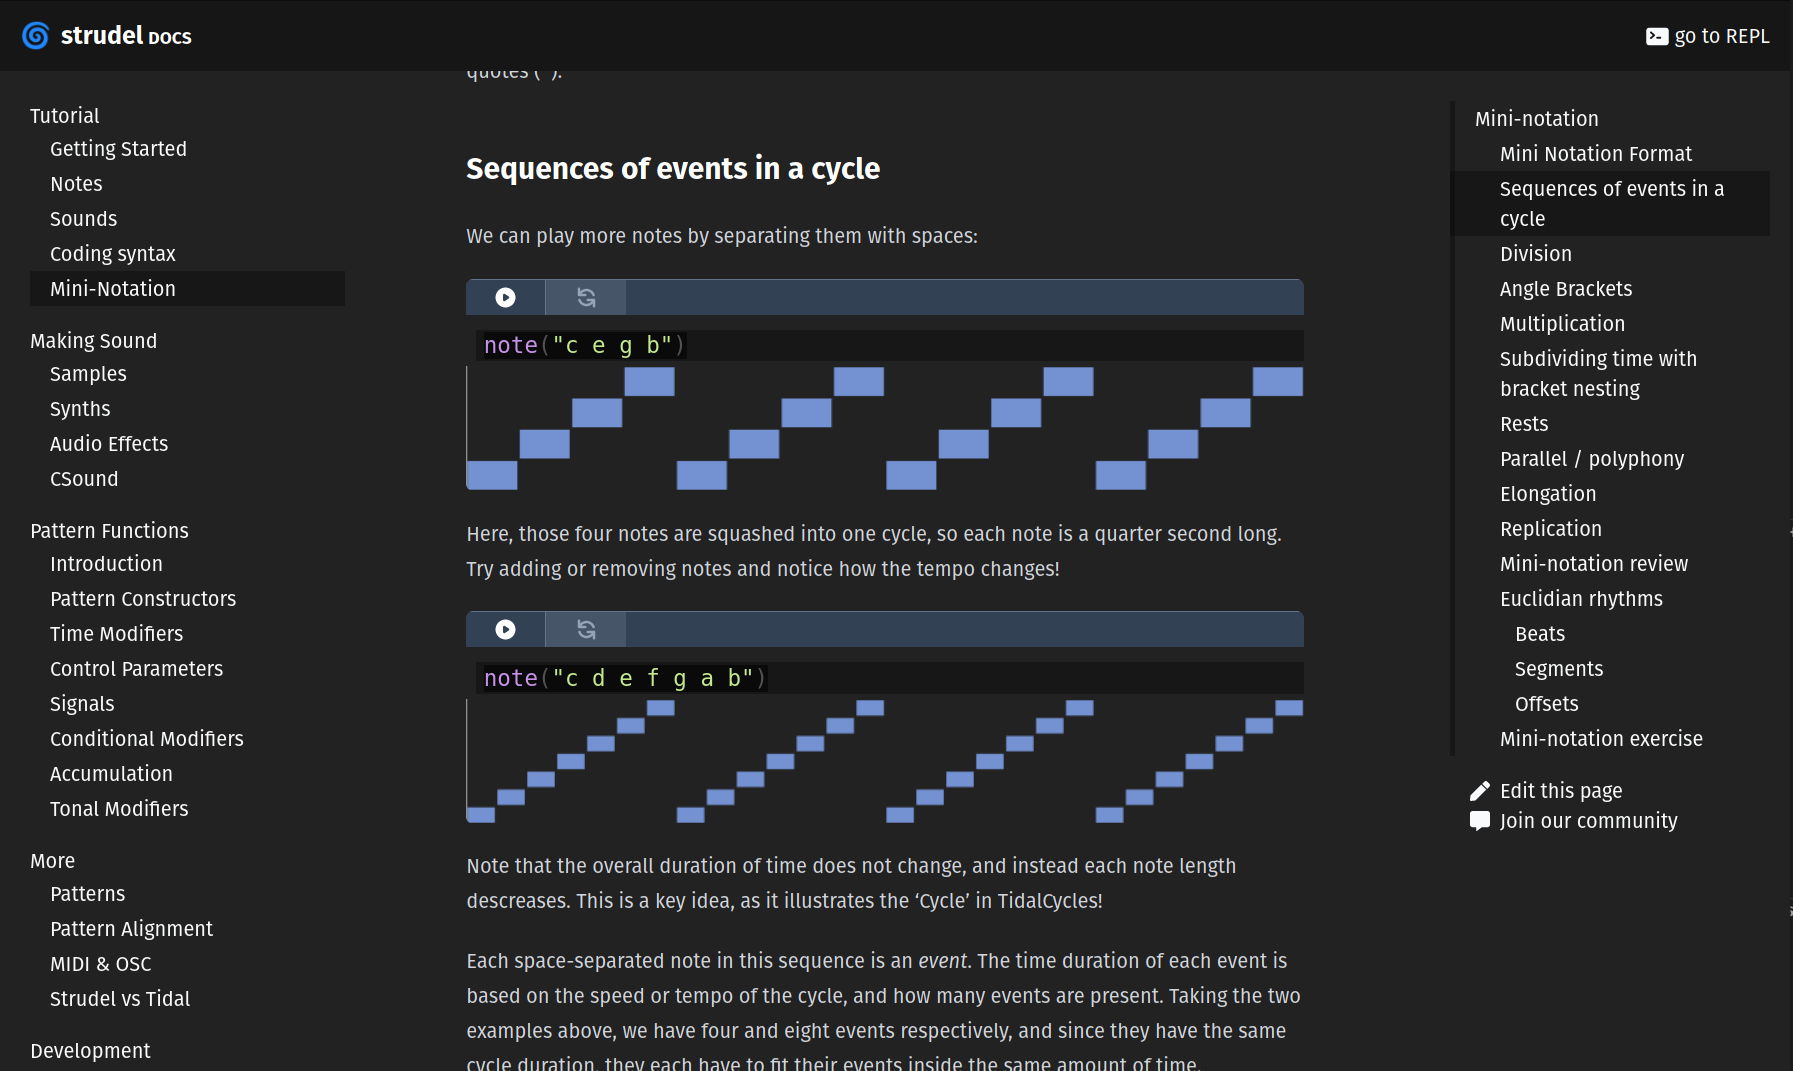 strudel DOCS
go to REPL
Tutorial
Getting Started
Notes
Sounds
Coding syntax
Mini-Notation
Making Sound
Samples
Synths
Audio Effects
CSound
Pattern Functions
Introduction
Pattern Constructors
Time Modifiers
Control Parameters
Signals
Conditional Modifiers
Accumulation
Tonal Modifiers
More
Patterns
Pattern Alignment
MIDI & OSC
Strudel vs Tidal
Development
Sequences of events in a cycle
We can play more notes by separating them with spaces:
note("c e g b")
Here, those four notes are squashed into one cycle, so each note is a quarter second long.
Try adding or removing notes and notice how the tempo changes!
note("c d e f g a b")
Note that the overall duration of time does not change, and instead each note length
descreases. This is a key idea, as it illustrates the ‘Cycle’ in TidalCycles!
Each space-separated note in this sequence is an event. The time duration of each event is
based on the speed or tempo of the cycle, and how many events are present. Taking the two
examples above, we have four and eight events respectively, and since they have the same
cycle duration, they each have to fit their events inside the same amount of time.
Mini-notation
Mini Notation Format
Sequences of events in a
cycle
Division
Angle Brackets
Multiplication
Subdividing time with
bracket nesting
Rests
Parallel / polyphony
Elongation
Replication
Mini-notation review
Euclidian rhythms
Beats
Segments
Offsets
Mini-notation exercise
Edit this page
Join our community